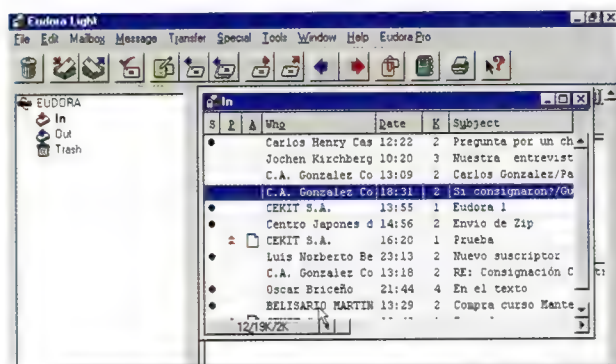 Eudora Light
File Edit Mailbox Message Transfer Special Tools Window Help Eudora Pro
EUDORA
In
Out
Trash
In
S P A Who Date K Subject
Carlos Henry Cas 12:22 2 Pregunta por un ch
Jochen Kirchberg 10:20 3 Nuestra entrevist
C.A. Gonzalez Co 13:09 2 Carlos Gonzalez/Pa
C.A. Gonzalez Co 18:31 2 Si consignaron?/Gu
CEKIT S.A. 13:55 1 Eudora 1
Centro Japones d 14:56 2 Envio de Zip
CEKIT S.A. 16:20 1 Prueba
Luis Norberto Be 23:13 2 Nuevo suscriptor
C.A. Gonzalez Co 13:18 2 RE: Consignación C
Oscar Briceño 21:44 4 En el texto
BELISARIO MARTIN 13:29 2 Compra curso Mante
12/19K/2K